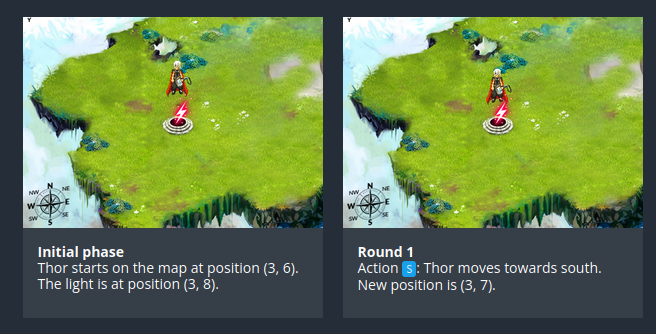 Y
Y
N
NW
NE
W
E
SW
SE
S
N
NW
NE
W
E
SW
SE
S
Initial phase
Thor starts on the map at position (3, 6).
The light is at position (3, 8).
Round 1
Action S: Thor moves towards south.
New position is (3, 7).